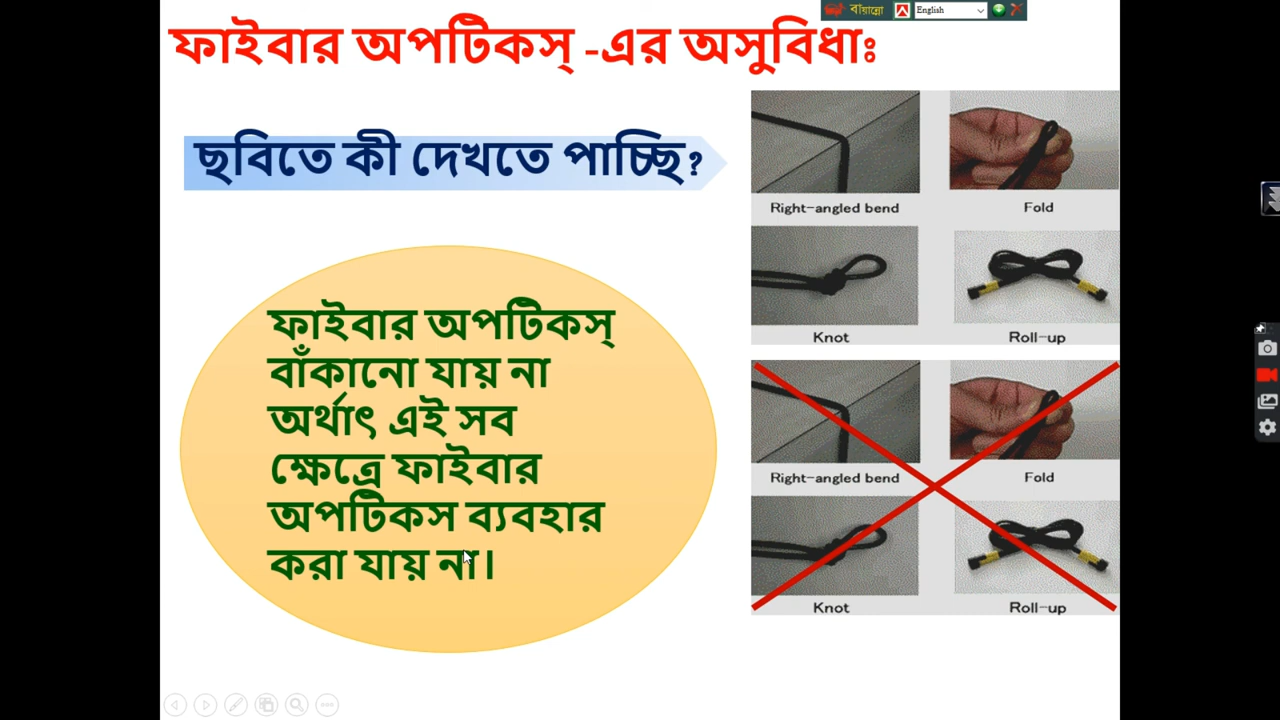 বাঁয়ান্নো English
ফাইবার অপটিকস্ -এর অসুবিধাঃ
ছবিতে কী দেখতে পাচ্ছি?
ফাইবার অপটিকস্
বাঁকানো যায় না
অর্থাৎ এই সব
ক্ষেত্রে ফাইবার
অপটিকস ব্যবহার
করা যায় না।
Right-angled bend
Fold
Knot
Roll-up
Right-angled bend
Fold
Knot
Roll-up